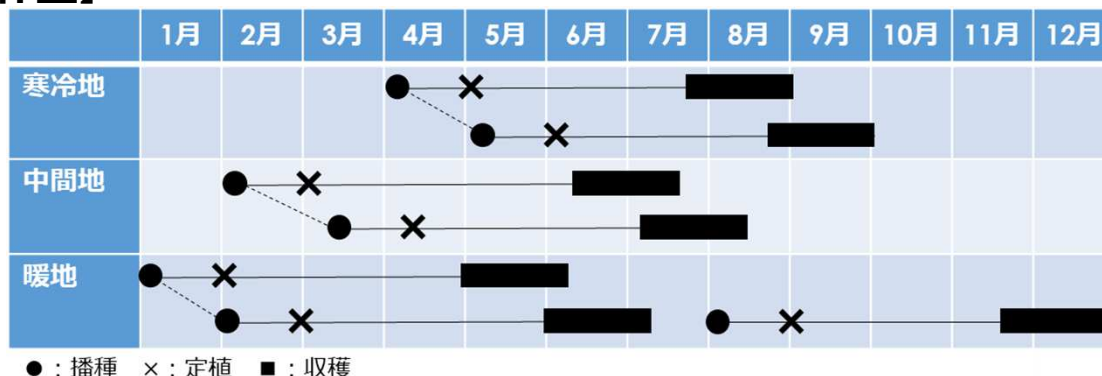 1月 2月 3月 4月 5月 6月 7月 8月 9月 10月 11月 12月
寒冷地
中間地
暖地
●：播種 ×：定植 ■：収穫